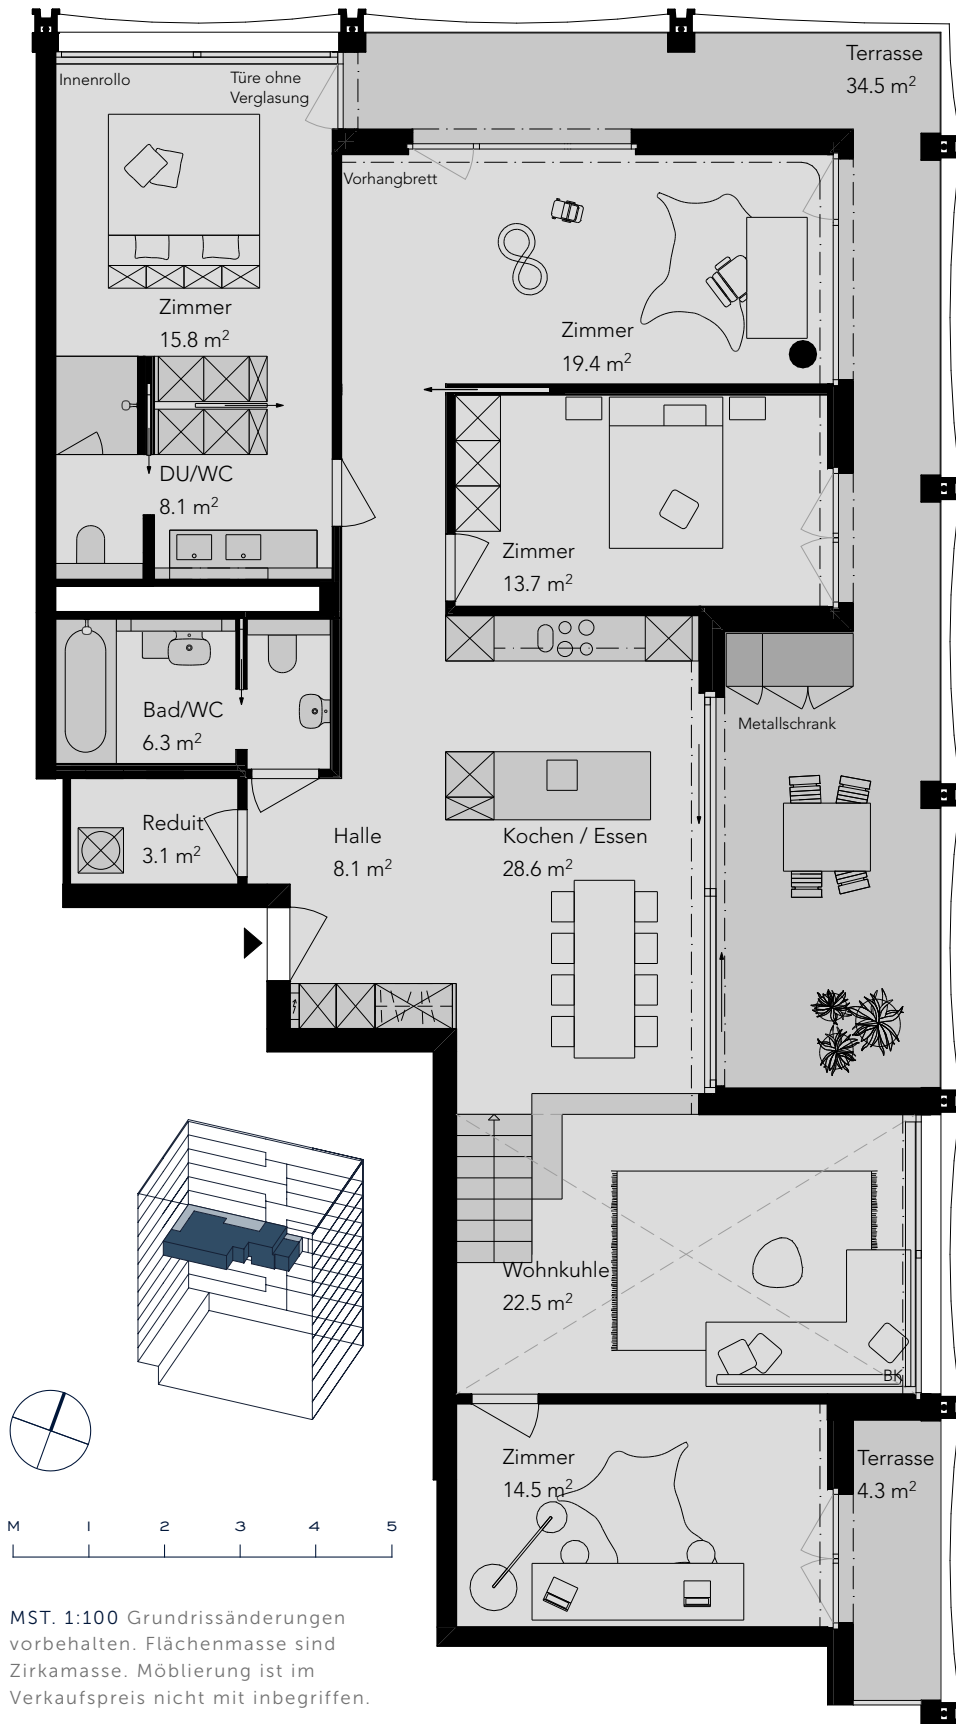 Terrasse
34.5 m²
Innenrollo
Türe ohne
Verglasung
Vorhangbrett
Zimmer
15.8 m²
Zimmer
19.4 m²
DU/WC
8.1 m²
Zimmer
13.7 m²
Bad/WC
6.3 m²
Metallschrank
Reduit
3.1 m²
Halle
8.1 m²
Kochen / Essen
28.6 m²
Wohnkuhle
22.5 m²
BK
Zimmer
14.5 m²
Terrasse
4.3 m²
M 1 2 3 4 5
MST. 1:100 Grundrissänderungen
vorbehalten. Flächenmasse sind
Zirkamasse. Möblierung ist im
Verkaufspreis nicht mit inbegriffen.